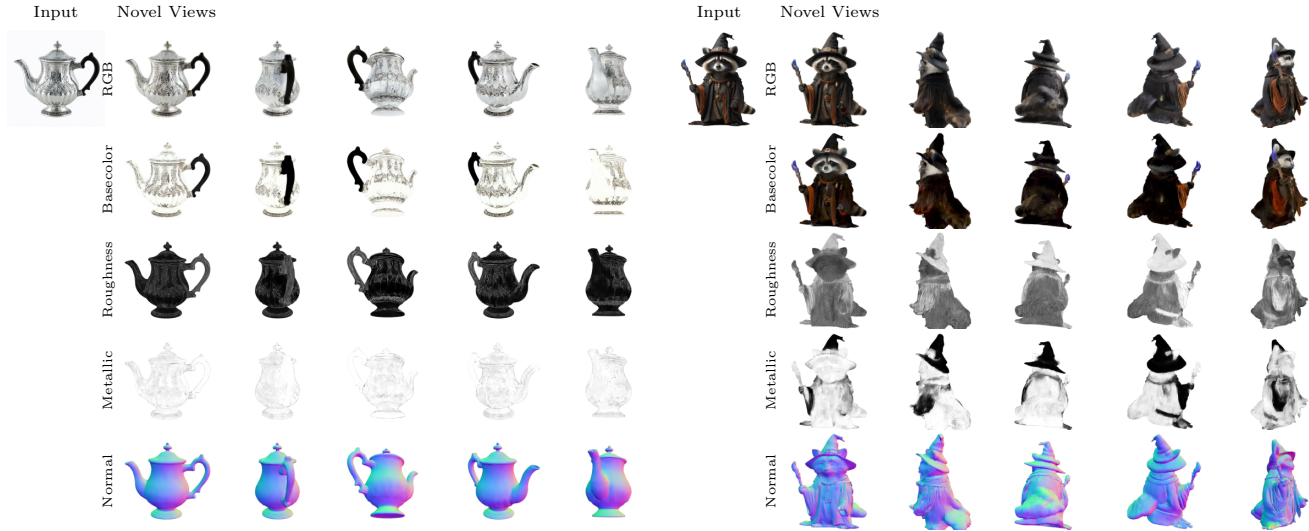 Input Novel Views
RGB
Basecolor
Roughness
Metallic
Normal
Input Novel Views
RGB
Basecolor
Roughness
Metallic
Normal